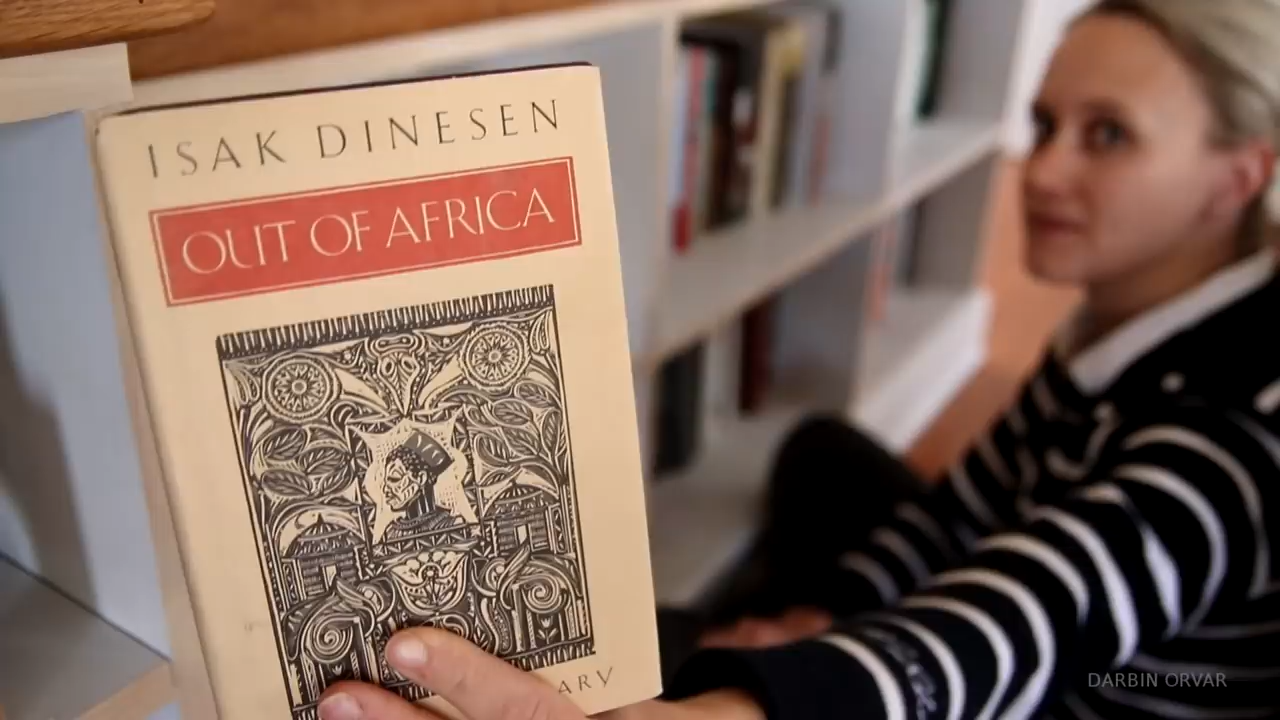 ISAK DINESEN
OUT OF AFRICA
DARBIN ORVAR